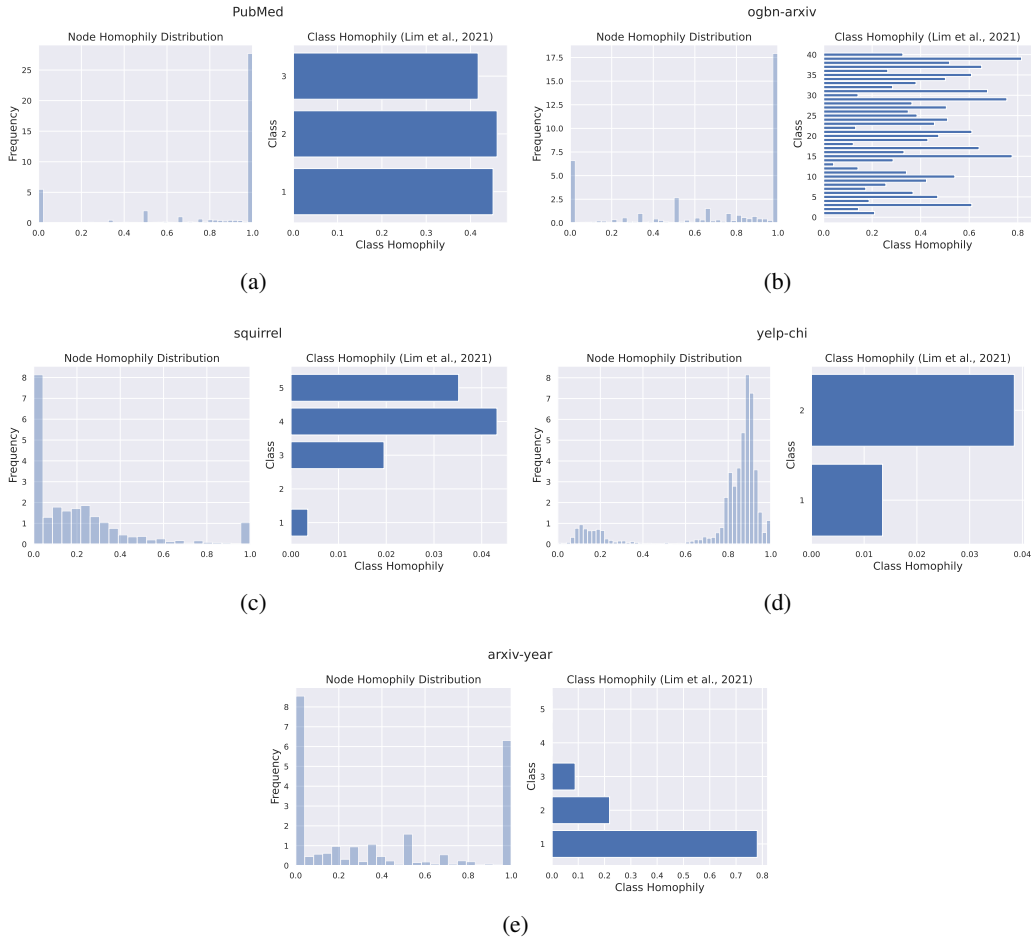 PubMed
Node Homophily Distribution
Class Homophily (Lim et al., 2021)
Frequency
25
20
15
10
5
0
0.0 0.2 0.4 0.6 0.8 1.0
Class
3
2
1
0.0 0.1 0.2 0.3 0.4
Class Homophily
(a)
ogbn-arxiv
Node Homophily Distribution
Class Homophily (Lim et al., 2021)
Frequency
17.5
15.0
12.5
10.0
7.5
5.0
2.5
0.0
0.0 0.2 0.4 0.6 0.8 1.0
Class
40
35
30
25
20
15
10
5
0
0.0 0.2 0.4 0.6 0.8
Class Homophily
(b)
squirrel
Node Homophily Distribution
Class Homophily (Lim et al., 2021)
Frequency
8
7
6
5
4
3
2
1
0
0.0 0.2 0.4 0.6 0.8 1.0
Class
5
4
3
2
1
0.00 0.01 0.02 0.03 0.04
Class Homophily
(c)
yelp-chi
Node Homophily Distribution
Class Homophily (Lim et al., 2021)
Frequency
8
7
6
5
4
3
2
1
0
0.0 0.2 0.4 0.6 0.8 1.0
Class
2
1
0.00 0.01 0.02 0.03 0.04
Class Homophily
(d)
arxiv-year
Node Homophily Distribution
Class Homophily (Lim et al., 2021)
Frequency
8
7
6
5
4
3
2
1
0
0.0 0.2 0.4 0.6 0.8 1.0
Class
5
4
3
2
1
0.0 0.1 0.2 0.3 0.4 0.5 0.6 0.7 0.8
Class Homophily
(e)